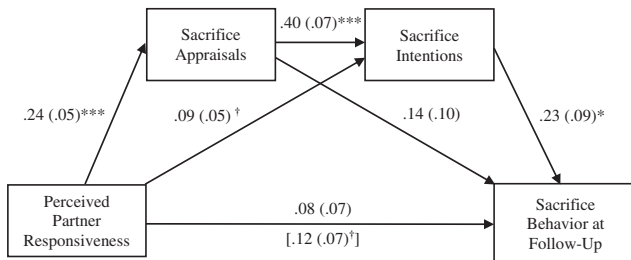 .40 (.07)***
Sacrifice
Appraisals
Sacrifice
Intentions
.24 (.05)***
.09 (.05) †
.14 (.10)
.23 (.09)*
Perceived
Partner
Responsiveness
.08 (.07)
[.12 (.07)†]
Sacrifice
Behavior at
Follow-Up